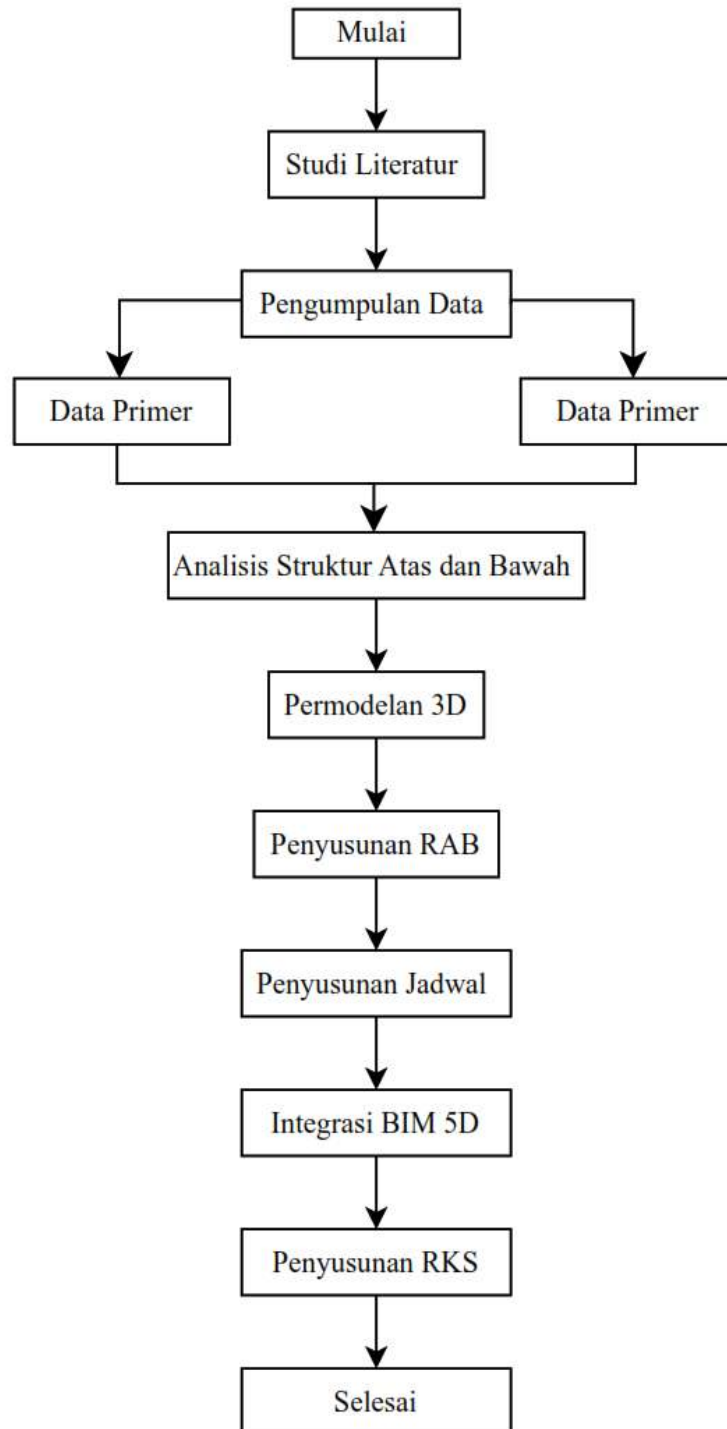 Mulai
Studi Literatur
Pengumpulan Data
Data Primer
Data Primer
Analisis Struktur Atas dan Bawah
Permodelan 3D
Penyusunan RAB
Penyusunan Jadwal
Integrasi BIM 5D
Penyusunan RKS
Selesai